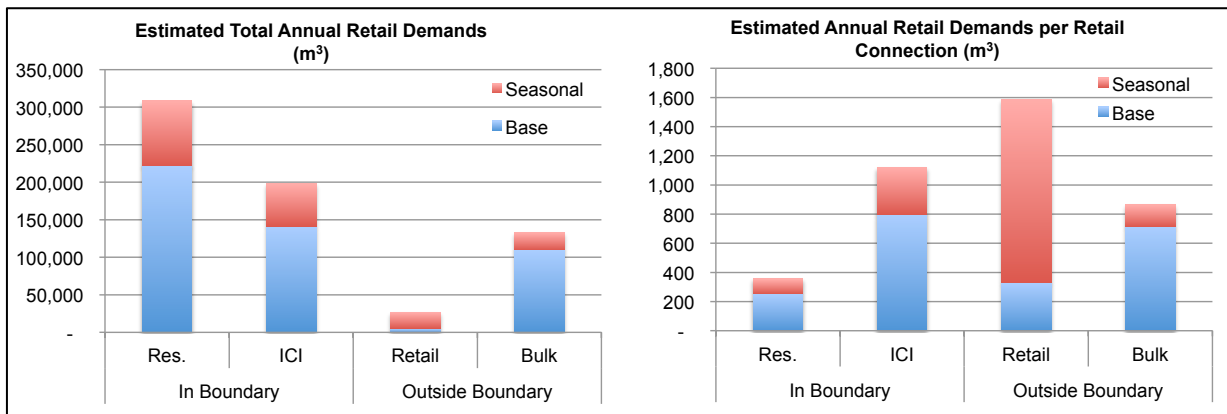 Estimated Total Annual Retail Demands
(m³)
350,000
300,000
250,000
200,000
150,000
100,000
50,000
-
Seasonal
Base
Res.
ICI
Retail
Bulk
In Boundary
Outside Boundary
Estimated Annual Retail Demands per Retail
Connection (m³)
1,800
1,600
1,400
1,200
1,000
800
600
400
200
-
Seasonal
Base
Res.
ICI
Retail
Bulk
In Boundary
Outside Boundary